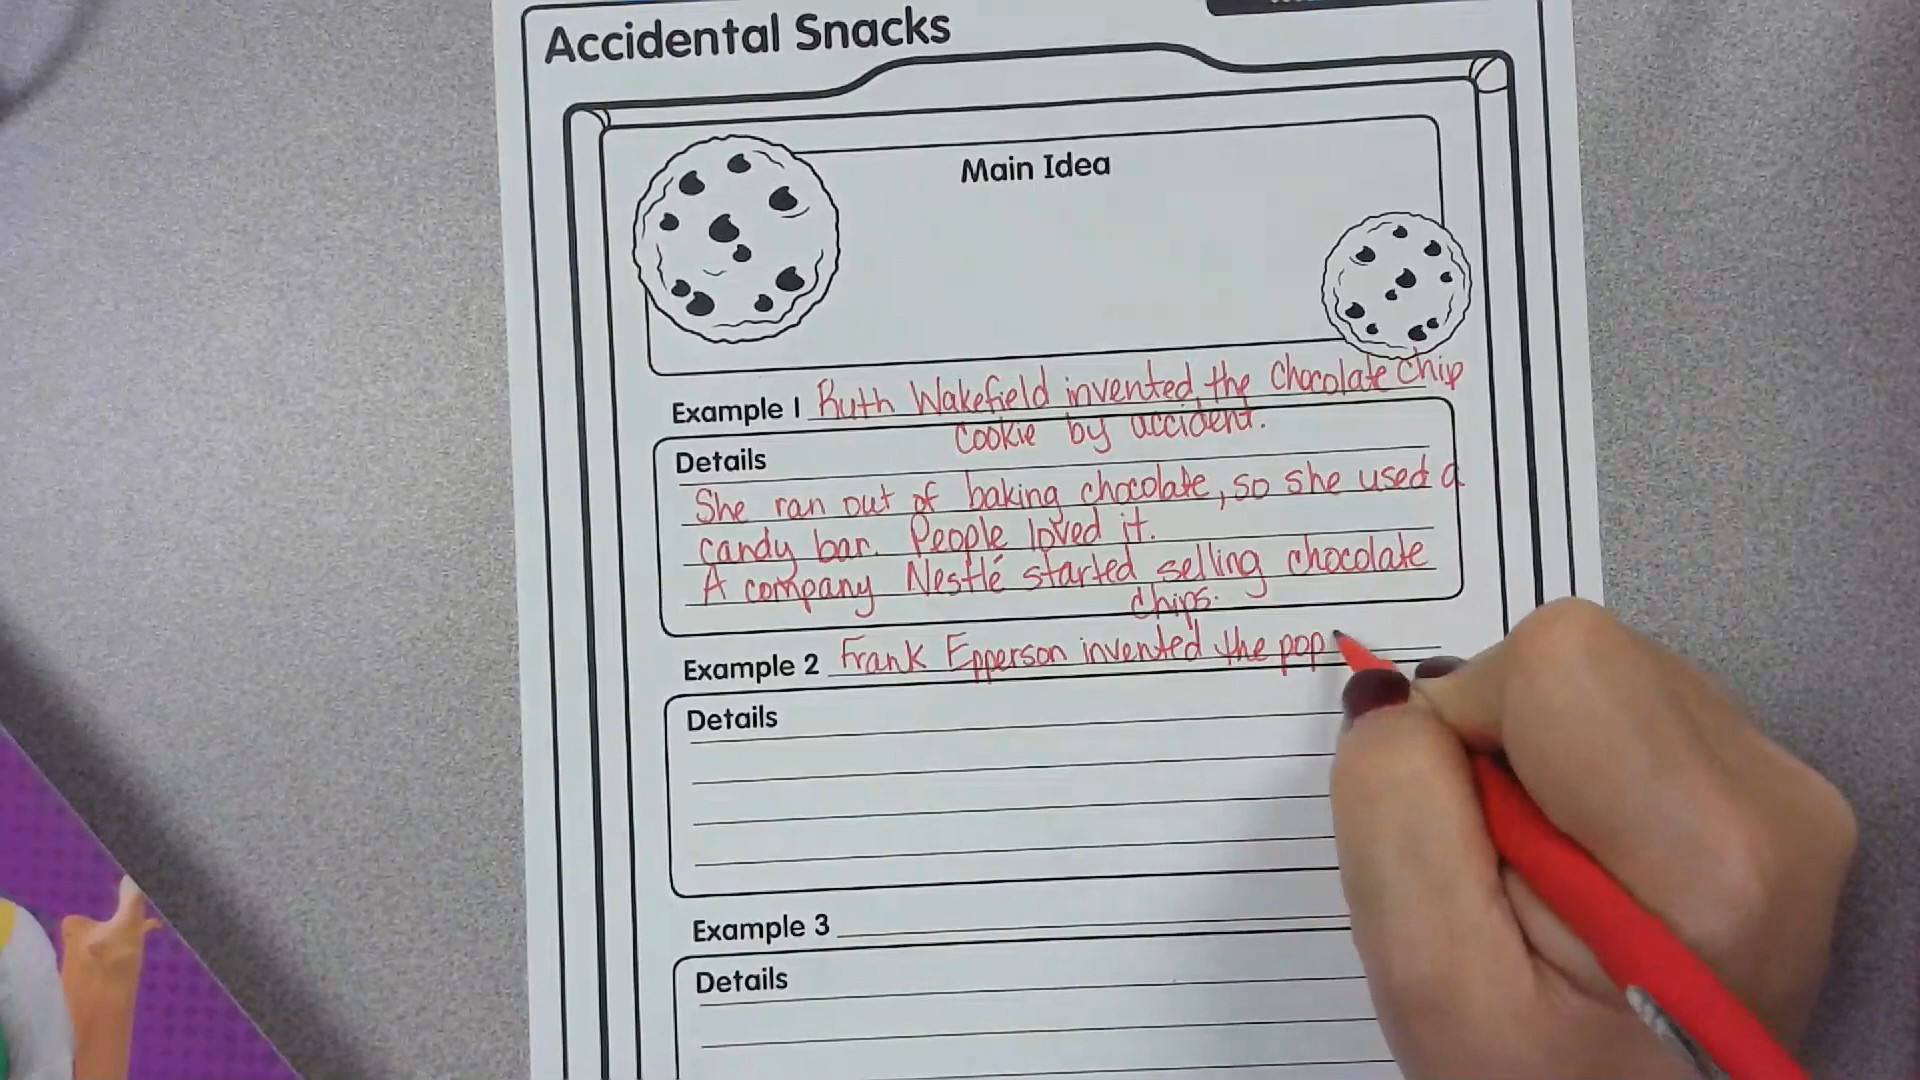 Accidental Snacks
Main Idea
Example 1 Ruth Wakefield invented the Chocolate Chip
Cookie by accident.
Details
She ran out of baking chocolate, so she used a
candy bar. People loved it.
A company Nestlé started selling chocolate
chips.
Example 2 Frank Epperson invented the pop
Details
Example 3
Details